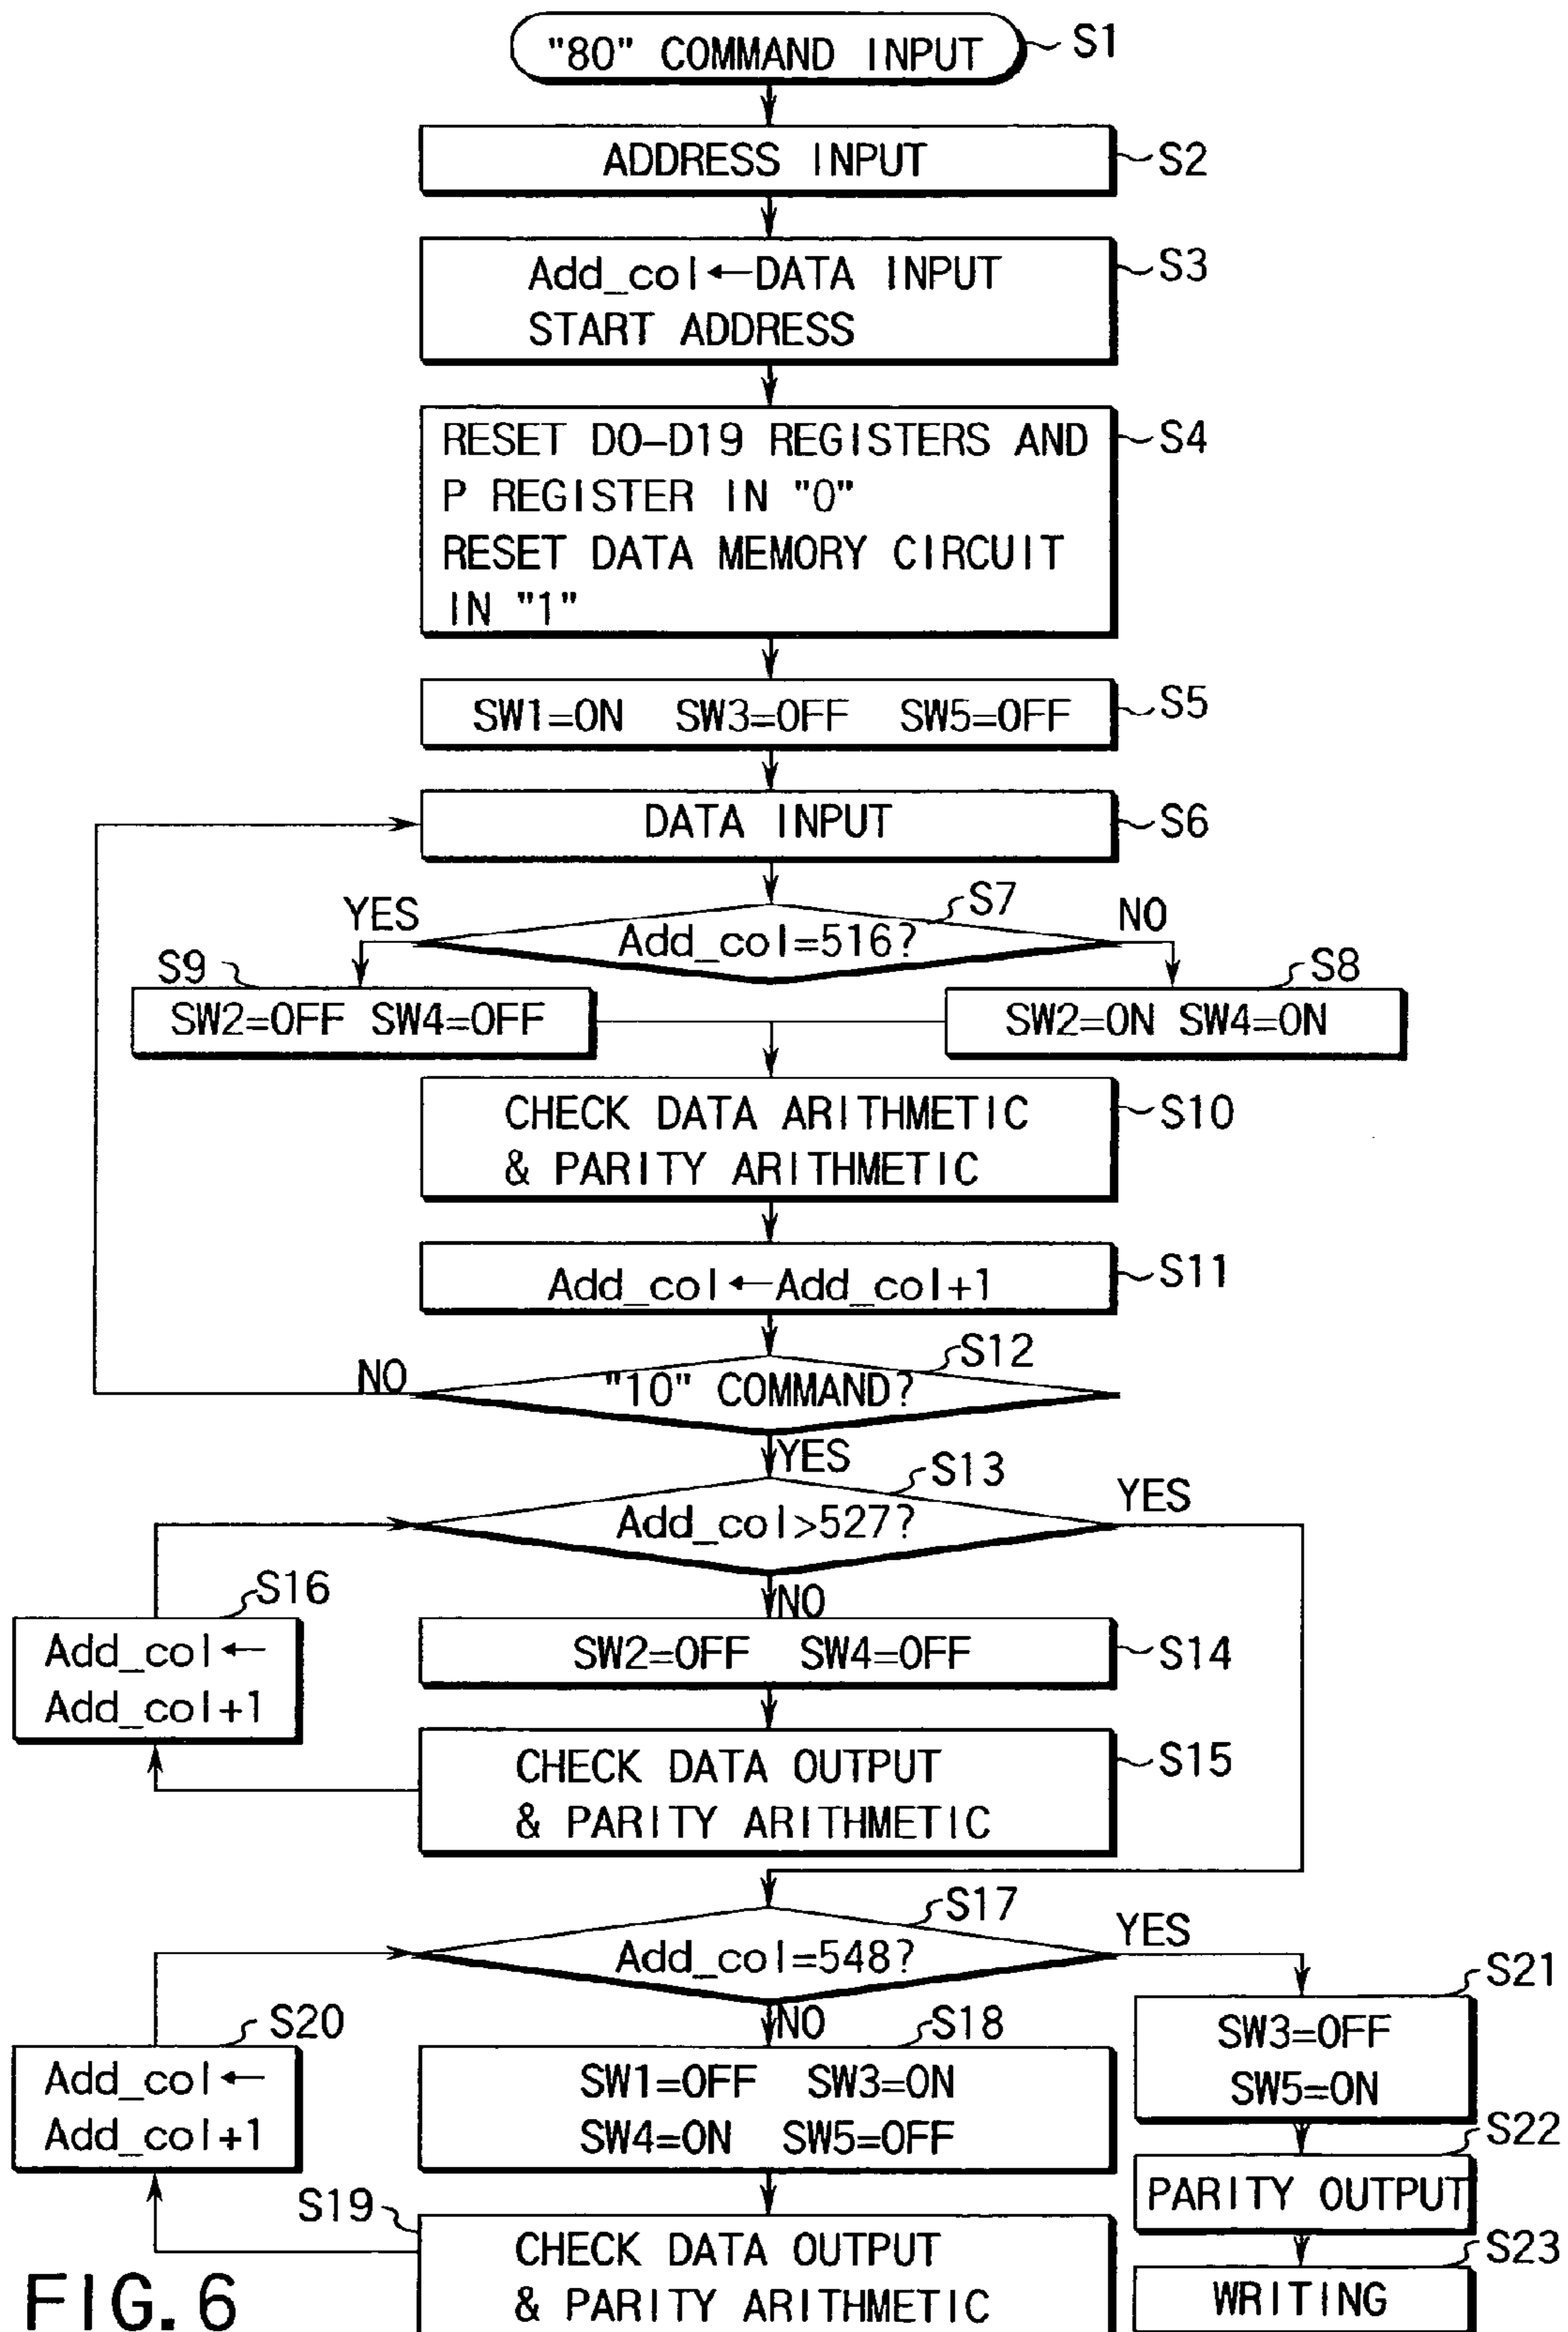 "80" COMMAND INPUT S1
ADDRESS INPUT S2
Add_col←DATA INPUT S3
START ADDRESS
RESET D0-D19 REGISTERS AND S4
P REGISTER IN "0"
RESET DATA MEMORY CIRCUIT
IN "1"
SW1=ON SW3=OFF SW5=OFF S5
DATA INPUT S6
S7
YES NO
Add_col=516?
S9 S8
SW2=OFF SW4=OFF SW2=ON SW4=ON
CHECK DATA ARITHMETIC S10
& PARITY ARITHMETIC
Add_col←Add_col+1 S11
S12
NO "10" COMMAND?
YES
S13
YES
Add_col>527?
S16
NO
Add_col← SW2=OFF SW4=OFF S14
Add_col+1
CHECK DATA OUTPUT S15
& PARITY ARITHMETIC
S17
YES
Add_col=548?
S21
S20 NO S18
SW3=OFF
SW5=ON
Add_col← SW1=OFF SW3=ON
Add_col+1 SW4=ON SW5=OFF
S22
PARITY OUTPUT
S19
S23
CHECK DATA OUTPUT
& PARITY ARITHMETIC
WRITING
FIG. 6